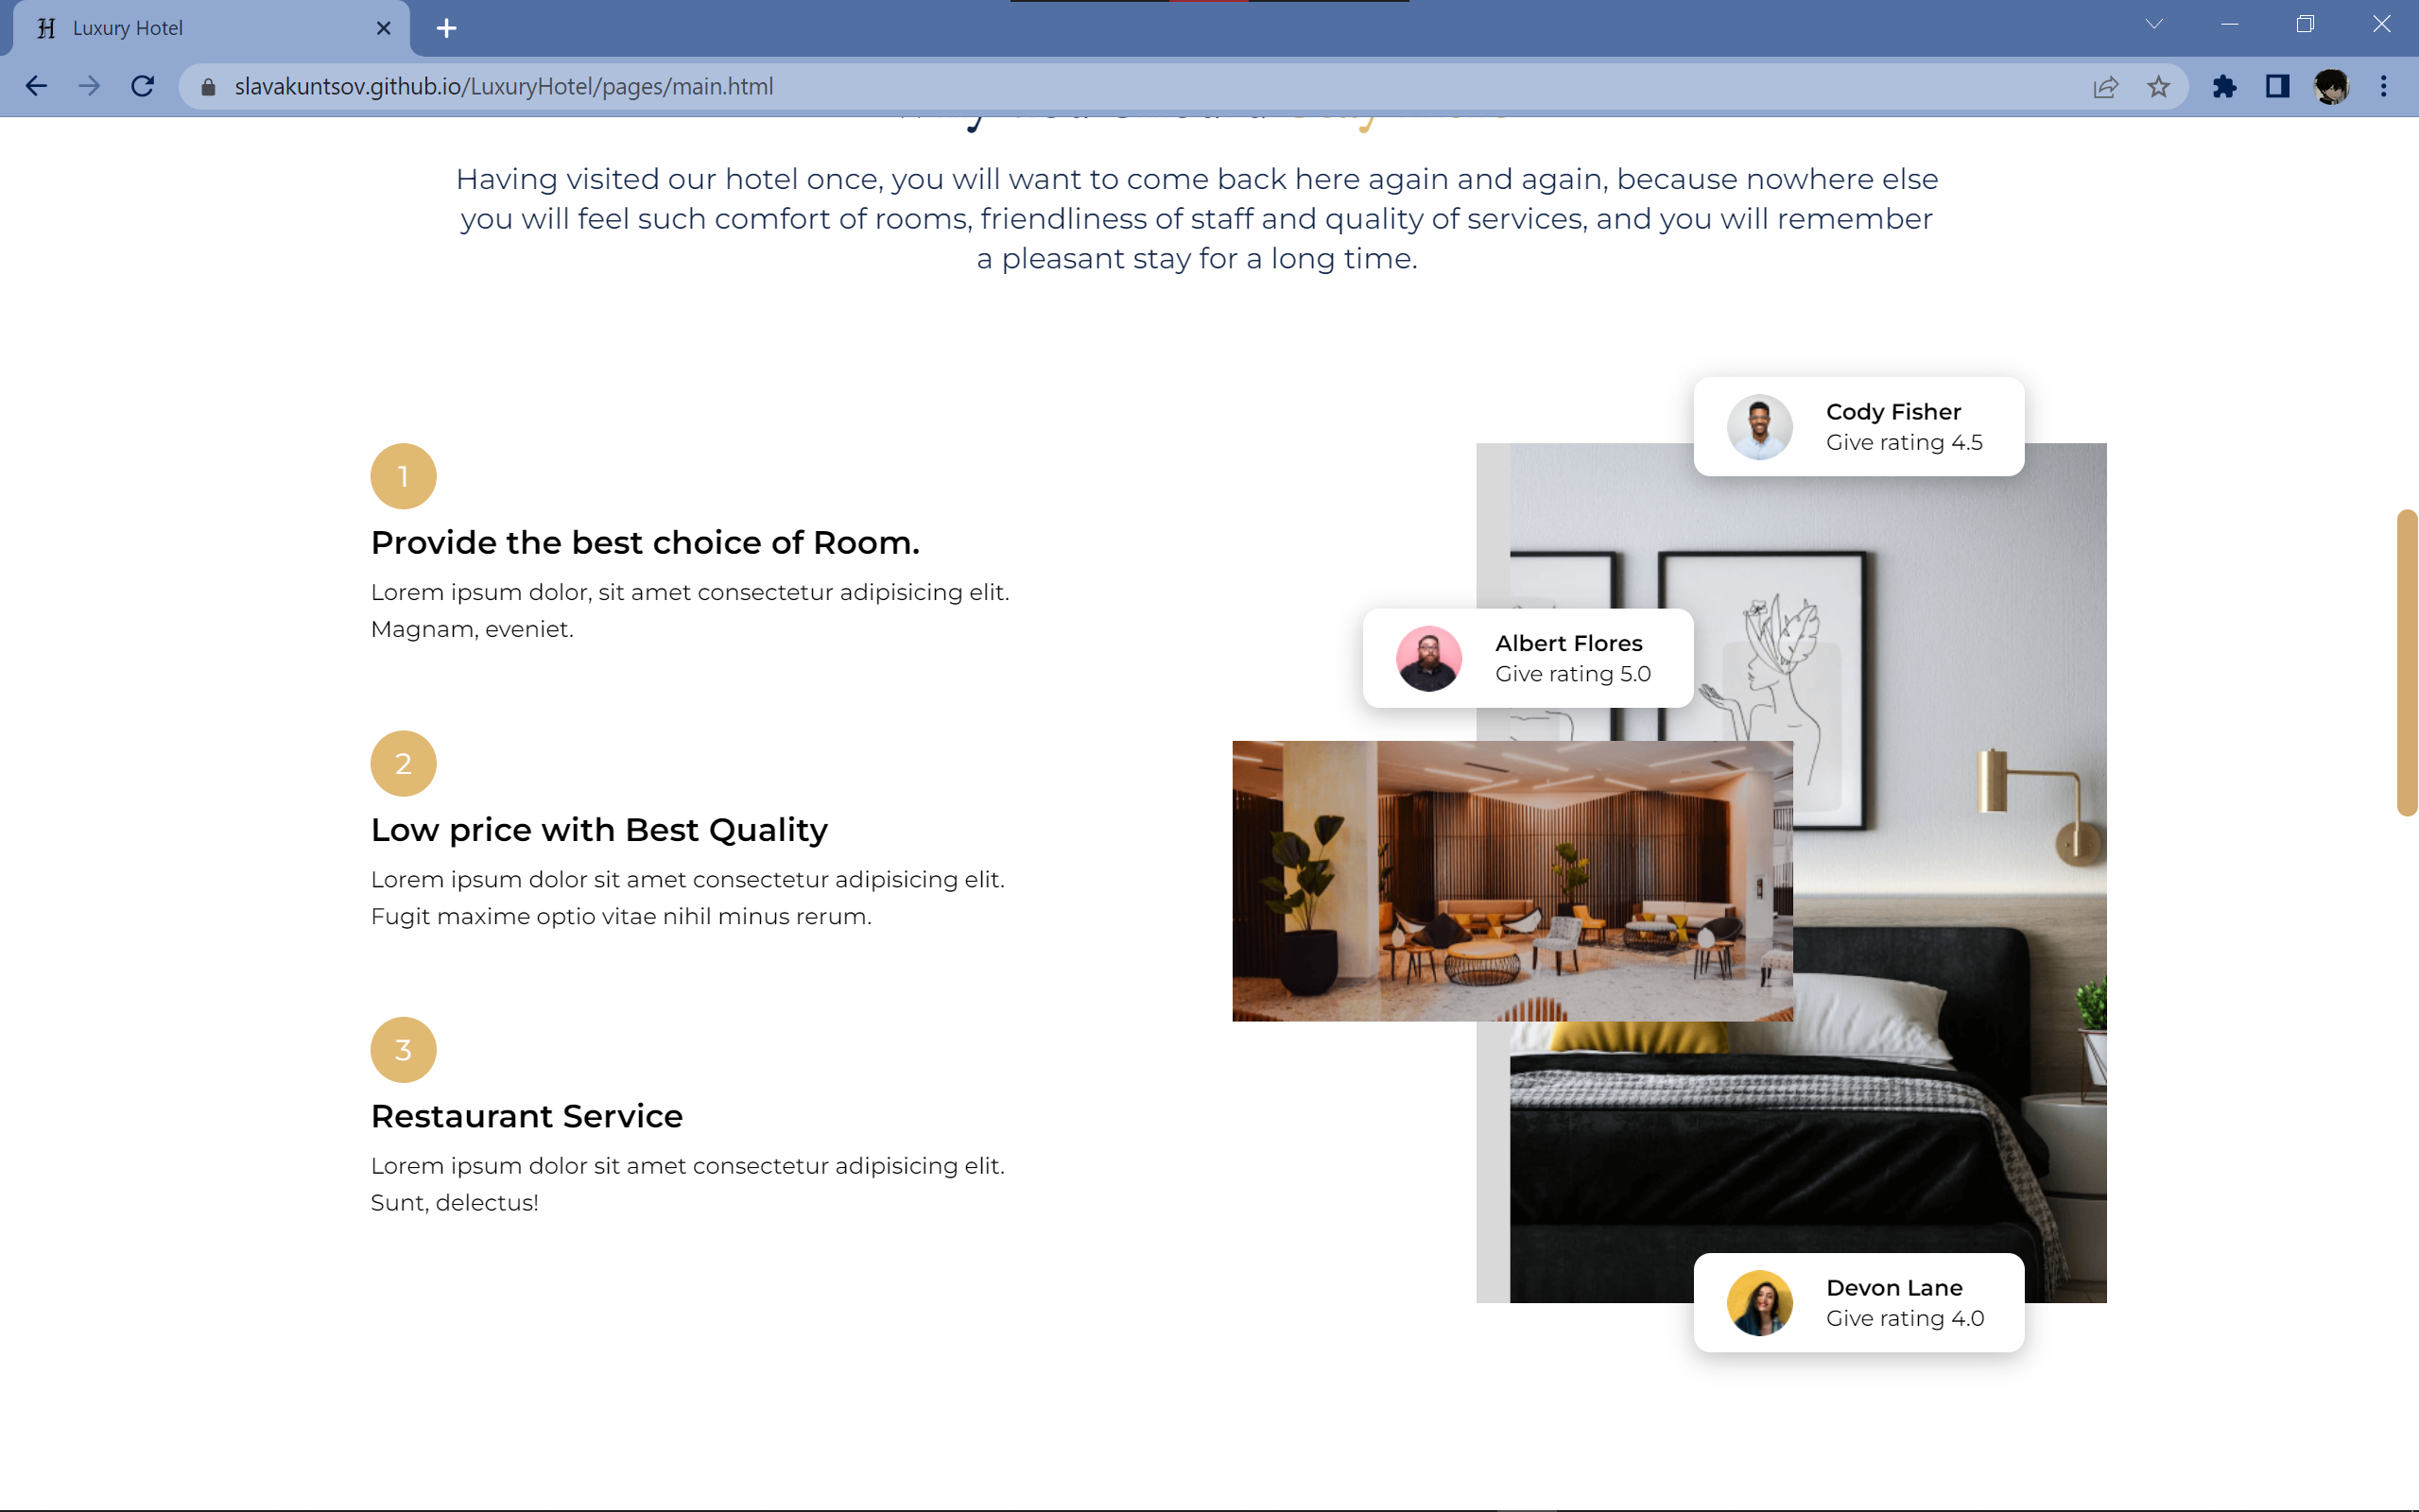 Luxury Hotel
slavakuntsov.github.io/LuxuryHotel/pages/main.html
Having visited our hotel once, you will want to come back here again and again, because nowhere else
you will feel such comfort of rooms, friendliness of staff and quality of services, and you will remember
a pleasant stay for a long time.
1
Provide the best choice of Room.
Lorem ipsum dolor, sit amet consectetur adipisicing elit.
Magnam, eveniet.
2
Low price with Best Quality
Lorem ipsum dolor sit amet consectetur adipisicing elit.
Fugit maxime optio vitae nihil minus rerum.
3
Restaurant Service
Lorem ipsum dolor sit amet consectetur adipisicing elit.
Sunt, delectus!
Cody Fisher
Give rating 4.5
Albert Flores
Give rating 5.0
Devon Lane
Give rating 4.0